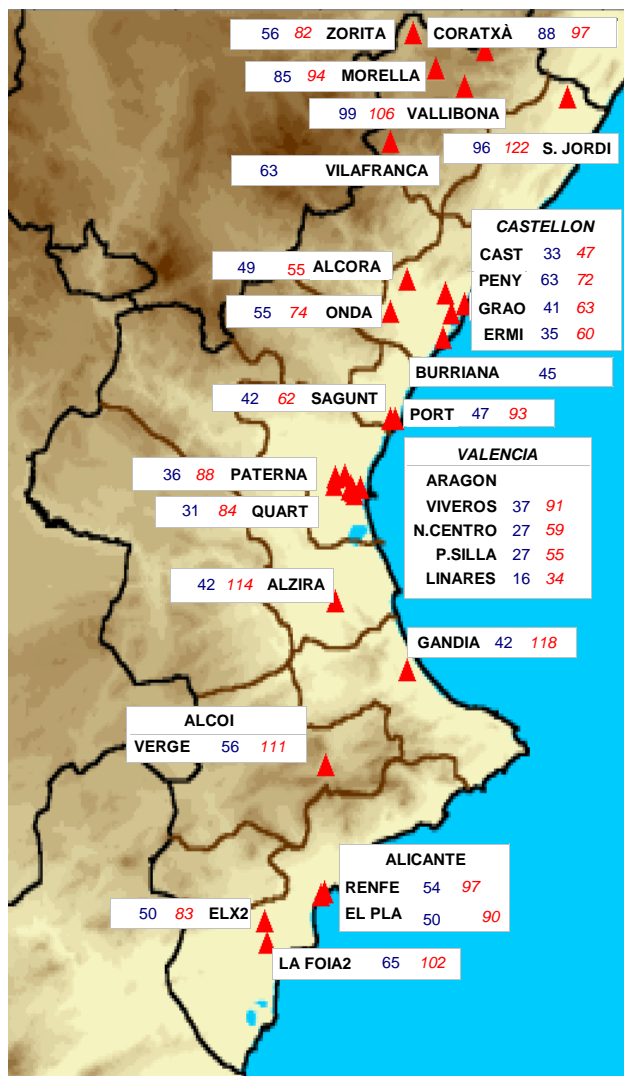 56 82 ZORITA
CORATXÀ 88 97
85 94 MORELLA
99 106 VALLIBONA
96 122 S. JORDI
63 VILAFRANCA
CASTELLON
CAST 33 47
PENY 63 72
GRAO 41 63
ERMI 35 60
49 55 ALCORA
55 74 ONDA
BURRIANA 45
42 62 SAGUNT
PORT 47 93
VALENCIA
ARAGON
VIVEROS 37 91
N.CENTRO 27 59
P.SILLA 27 55
LINARES 16 34
36 88 PATERNA
31 84 QUART
42 114 ALZIRA
GANDIA 42 118
ALCOI
VERGE 56 111
ALICANTE
RENFE 54 97
EL PLA 50 90
50 83 ELX2
LA FOIA2 65 102